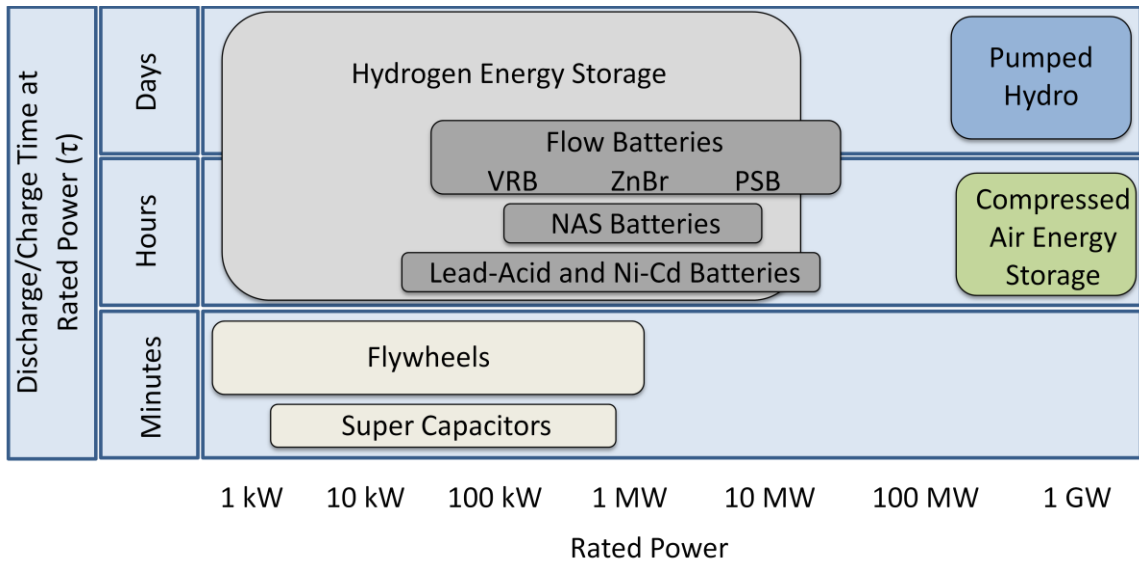 Discharge/Charge Time at
Rated Power (τ)
Days
Hours
Minutes
Hydrogen Energy Storage
Flow Batteries
VRB ZnBr PSB
NAS Batteries
Lead-Acid and Ni-Cd Batteries
Pumped
Hydro
Compressed
Air Energy
Storage
Flywheels
Super Capacitors
1 kW 10 kW 100 kW 1 MW 10 MW 100 MW 1 GW
Rated Power